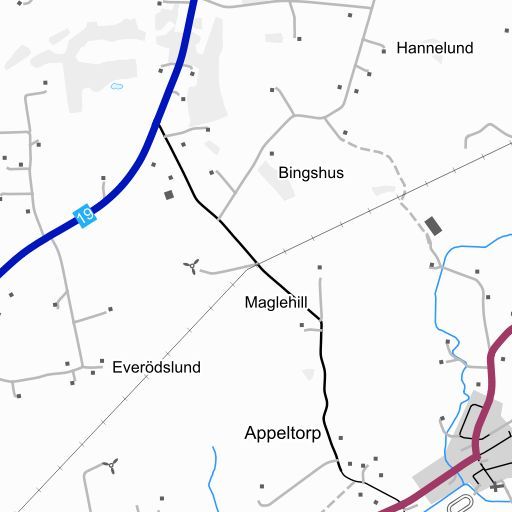 Hannelund
Bingshus
19
Maglehill
Everödslund
Appeltorp